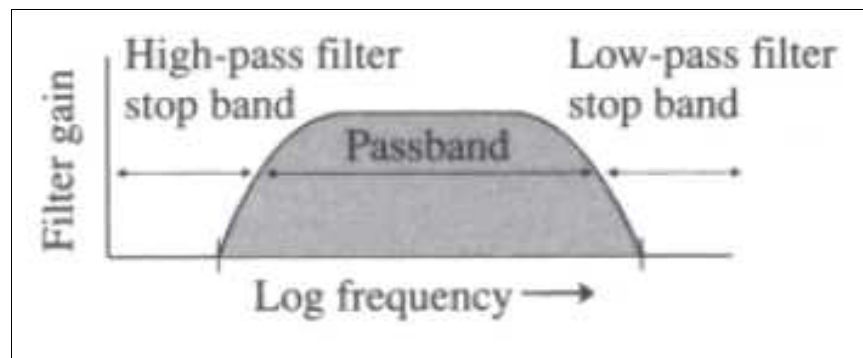 High-pass filter
stop band
Low-pass filter
stop band
Filter gain
Passband
Log frequency